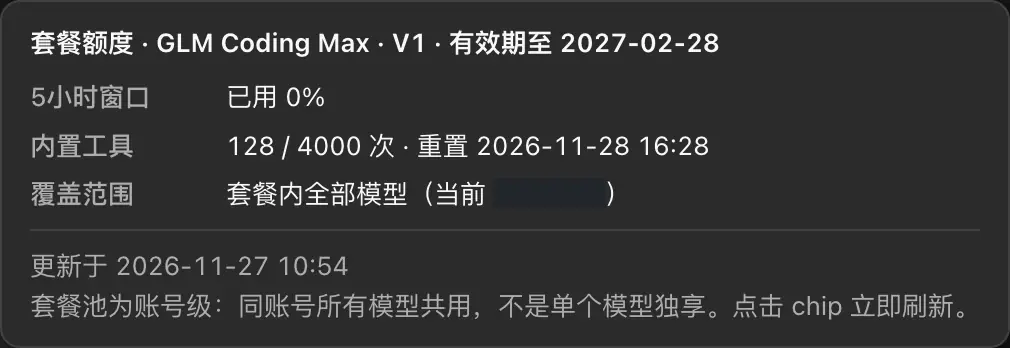 套餐额度 · GLM Coding Max · V1 · 有效期至 2027-02-28
5小时窗口 已用 0%
内置工具 128 / 4000 次 · 重置 2026-11-28 16:28
覆盖范围 套餐内全部模型（当前 ）
更新于 2026-11-27 10:54
套餐池为账号级：同账号所有模型共用，不是单个模型独享。点击 chip 立即刷新。